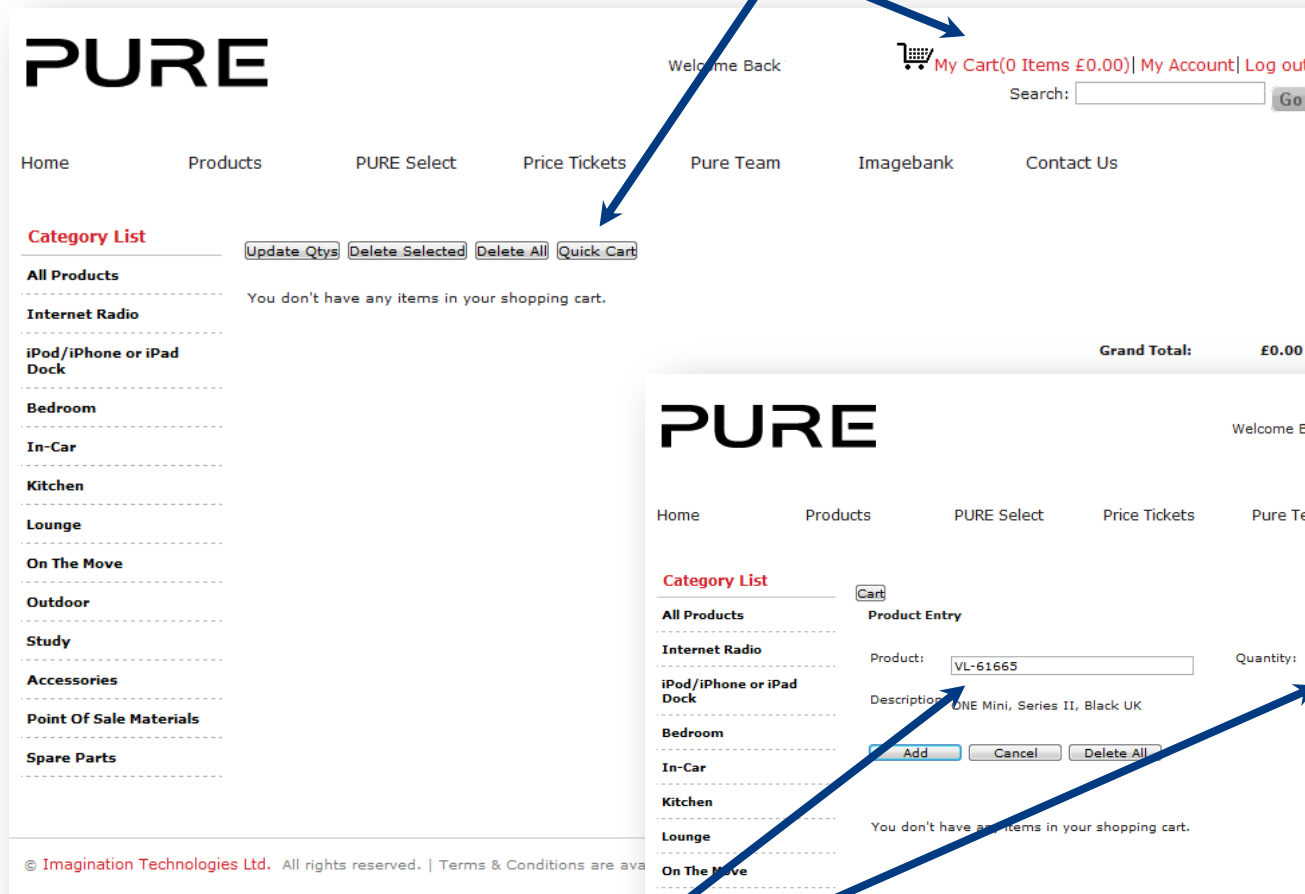 PURE
Welcome Back
My Cart(0 Items £0.00)| My Account| Log out
Search:
Go
Home Products PURE Select Price Tickets Pure Team Imagebank Contact Us
Category List
Update Qtys Delete Selected Delete All Quick Cart
All Products
You don't have any items in your shopping cart.
Internet Radio
iPod/iPhone or iPad
Dock
Grand Total: £0.00
Bedroom
In-Car
Kitchen
Lounge
On The Move
Outdoor
Study
Accessories
Point Of Sale Materials
Spare Parts
© Imagination Technologies Ltd. All rights reserved. | Terms & Conditions are ava
PURE
Welcome B
Home Products PURE Select Price Tickets Pure Te
Category List
Cart
All Products
Product Entry
Internet Radio
Product: VL-61665 Quantity:
iPod/iPhone or iPad
Dock
Description: ONE Mini, Series II, Black UK
Bedroom
Add Cancel Delete All
In-Car
Kitchen
You don't have any items in your shopping cart.
Lounge
On The Move